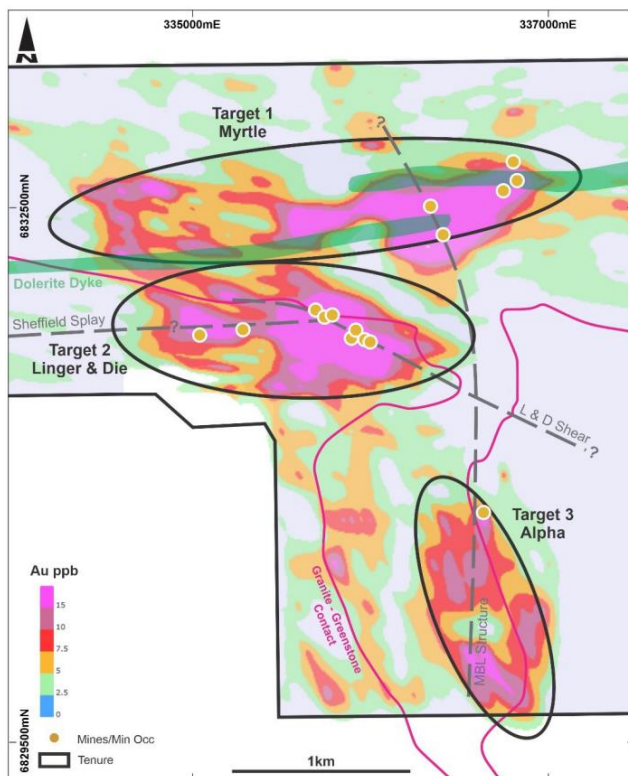 335000mE
337000mE
N
Target 1
Myrtle
?
6832500mN
Dolerite Dyke
Sheffield Splay
?
Target 2
Linger & Die
L & D Shear
?
Target 3
Alpha
Granite - Greenstone
Contact
MBL Structure
Au ppb
15
10
7.5
5
2.5
0
Mines/Min Occ
Tenure
1km
6829500mN